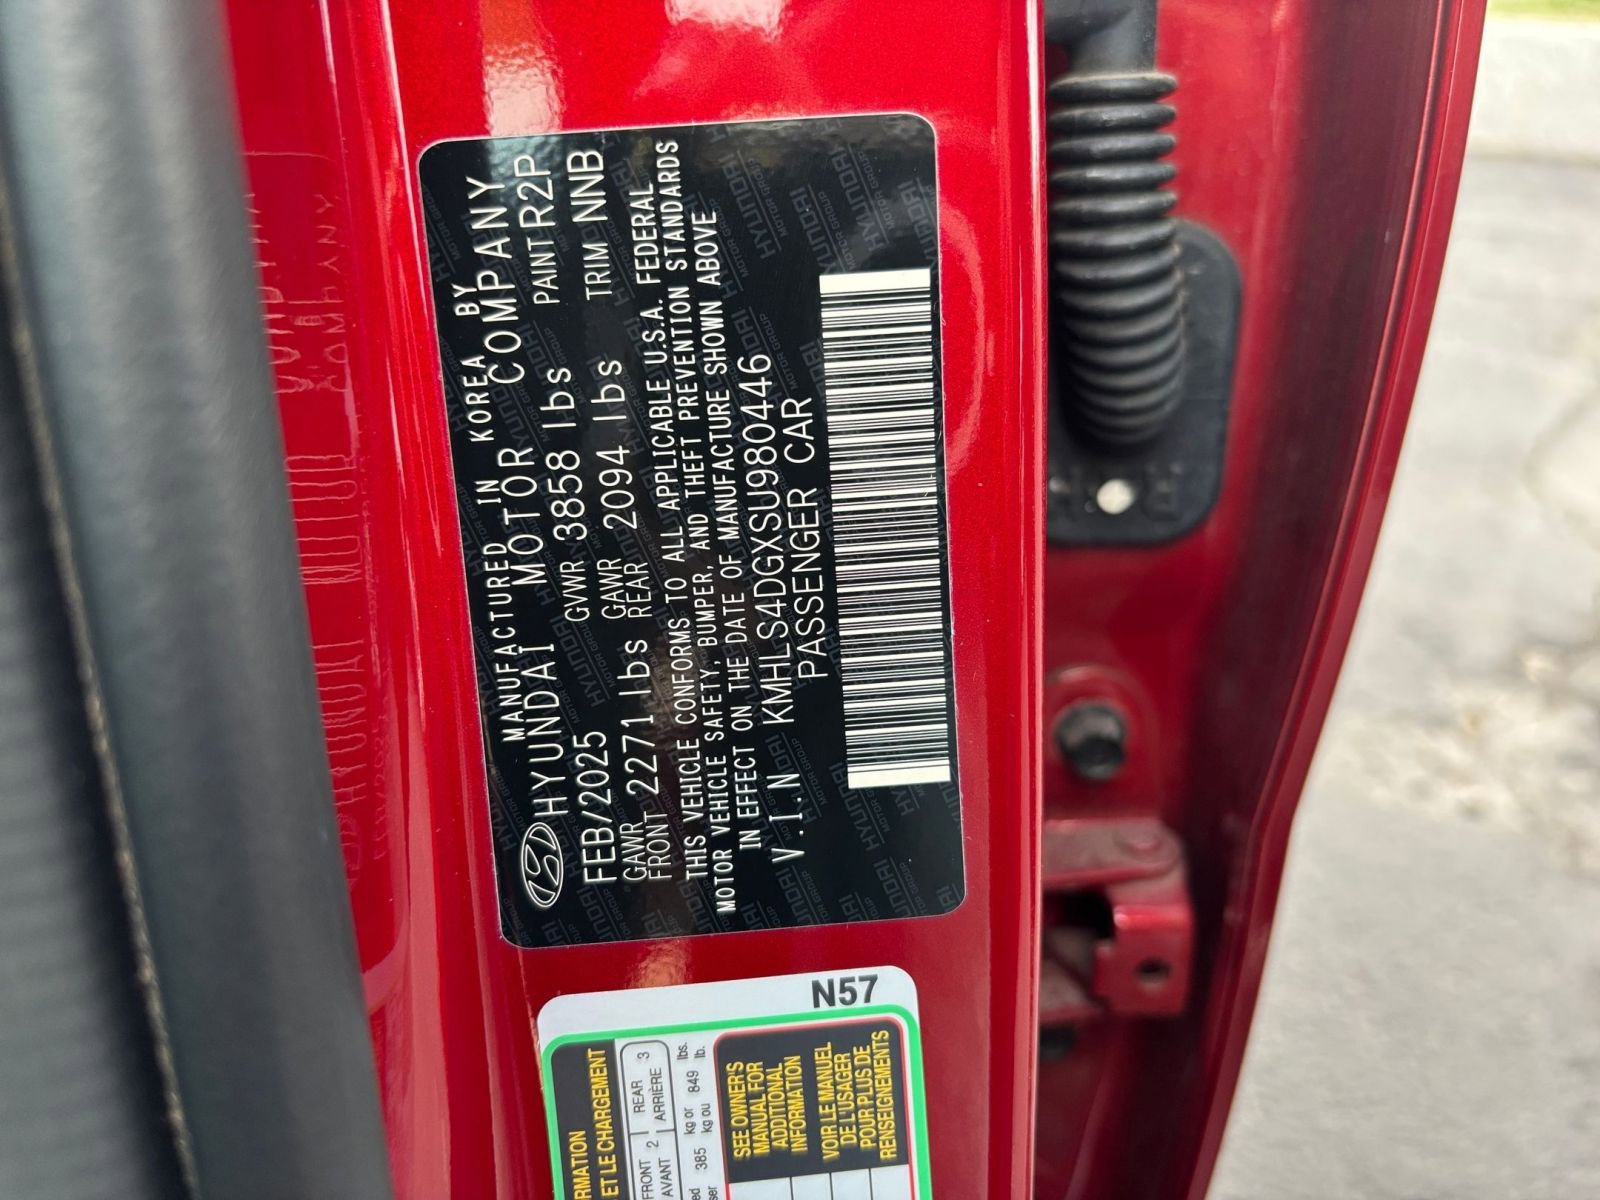 MANUFACTURED IN KOREA BY
HYUNDAI MOTOR COMPANY
FEB/2025 GVWR 3858 lbs PAINT R2P
GAWR FRONT 2271 lbs GAWR REAR 2094 lbs TRIM NNB
THIS VEHICLE CONFORMS TO ALL APPLICABLE U.S.A. FEDERAL
MOTOR VEHICLE SAFETY, BUMPER, AND THEFT PREVENTION STANDARDS
IN EFFECT ON THE DATE OF MANUFACTURE SHOWN ABOVE
V.I.N KMHLS4DGXSU980446
PASSENGER CAR
N57
ET LE CHARGEMENT
FRONT 2 REAR 3
AVANT ARRIÈRE
385 kg or 849 lbs.
kg ou lb.
SEE OWNER'S
MANUAL FOR
ADDITIONAL
INFORMATION
VOIR LE MANUEL
DE L'USAGER
POUR PLUS DE
RENSEIGNEMENTS